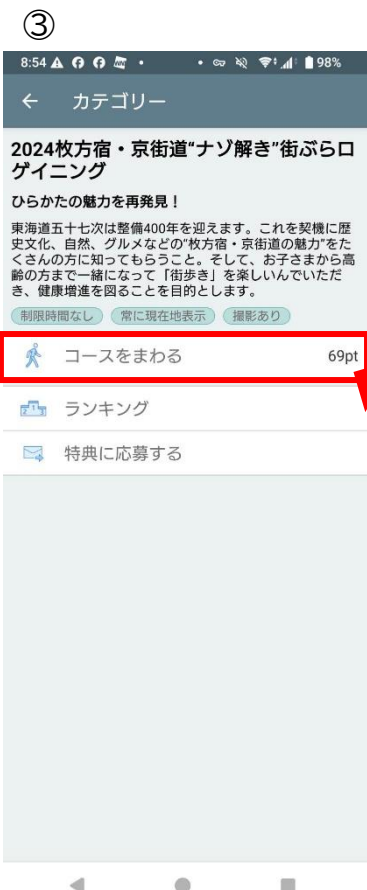 ③
8:54 98%
← カテゴリー
2024枚方宿・京街道“ナゾ解き”街ぶらロ
ゲイニング
ひらかたの魅力を再発見！
東海道五十七次は整備400年を迎えます。これを契機に歴
史文化、自然、グルメなどの“枚方宿・京街道の魅力”をた
くさんの方に知ってもらうこと。そして、お子さまから高
齢の方まで一緒になって「街歩き」を楽しいんでいただ
き、健康増進を図ることを目的とします。
制限時間なし 常に現在地表示 撮影あり
コースをまわる 69pt
ランキング
特典に応募する